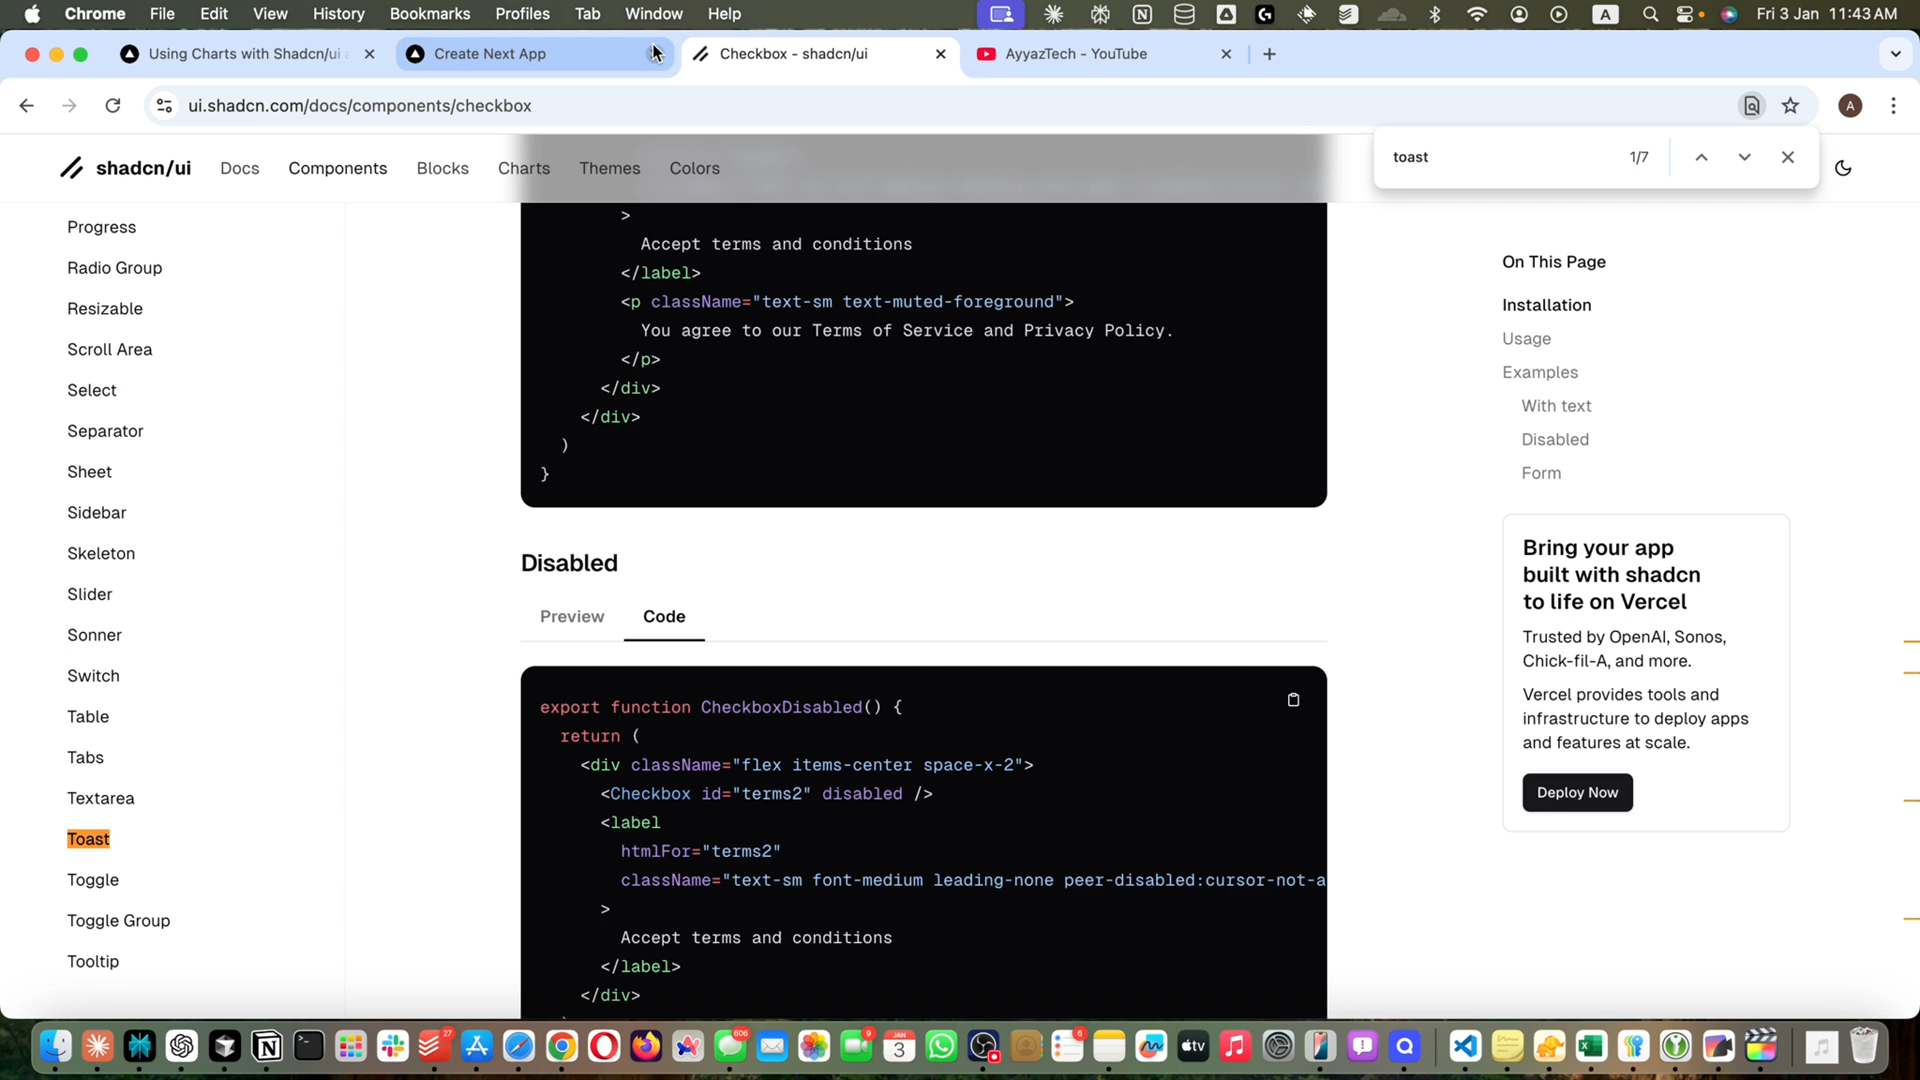 Chrome File Edit View History Bookmarks Profiles Tab Window Help A Fri 3 Jan 11:43 AM
Using Charts with Shadcn/ui Create Next App Checkbox - shadcn/ui AyyazTech - YouTube
ui.shadcn.com/docs/components/checkbox A
toast 1/7
shadcn/ui Docs Components Blocks Charts Themes Colors
Progress
Radio Group
Resizable
Scroll Area
Select
Separator
Sheet
Sidebar
Skeleton
Slider
Sonner
Switch
Table
Tabs
Textarea
Toast
Toggle
Toggle Group
Tooltip
>
Accept terms and conditions
</label>
<p className="text-sm text-muted-foreground">
You agree to our Terms of Service and Privacy Policy.
</p>
</div>
</div>
)
}
Disabled
Preview Code
export function CheckboxDisabled() {
return (
<div className="flex items-center space-x-2">
<Checkbox id="terms2" disabled />
<label
htmlFor="terms2"
className="text-sm font-medium leading-none peer-disabled:cursor-not-a
>
Accept terms and conditions
</label>
</div>
On This Page
Installation
Usage
Examples
With text
Disabled
Form
Bring your app
built with shadcn
to life on Vercel
Trusted by OpenAI, Sonos,
Chick-fil-A, and more.
Vercel provides tools and
infrastructure to deploy apps
and features at scale.
Deploy Now
27 606 9 JAN 3 6 tv